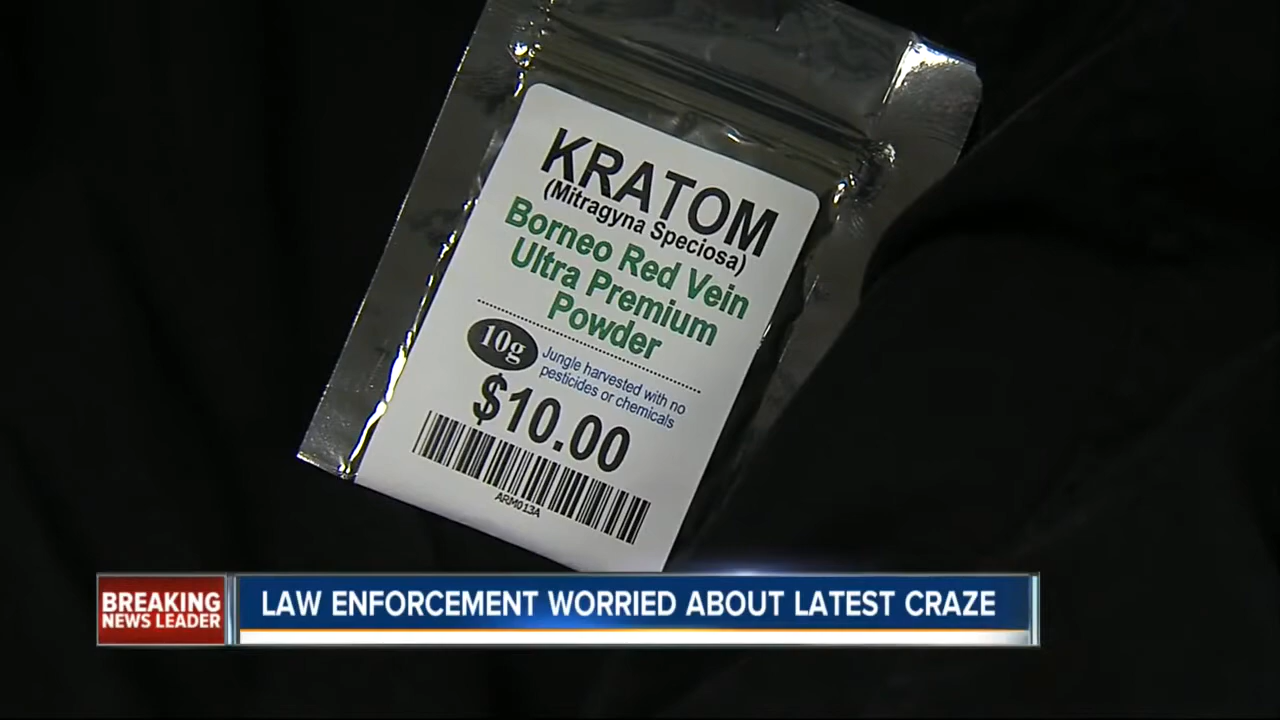 KRATOM
(Mitragyna Speciosa)
Borneo Red Vein
Ultra Premium
Powder
10g
Jungle harvested with no
pesticides or chemicals
$10.00
ARM013A
BREAKING
NEWS LEADER
LAW ENFORCEMENT WORRIED ABOUT LATEST CRAZE